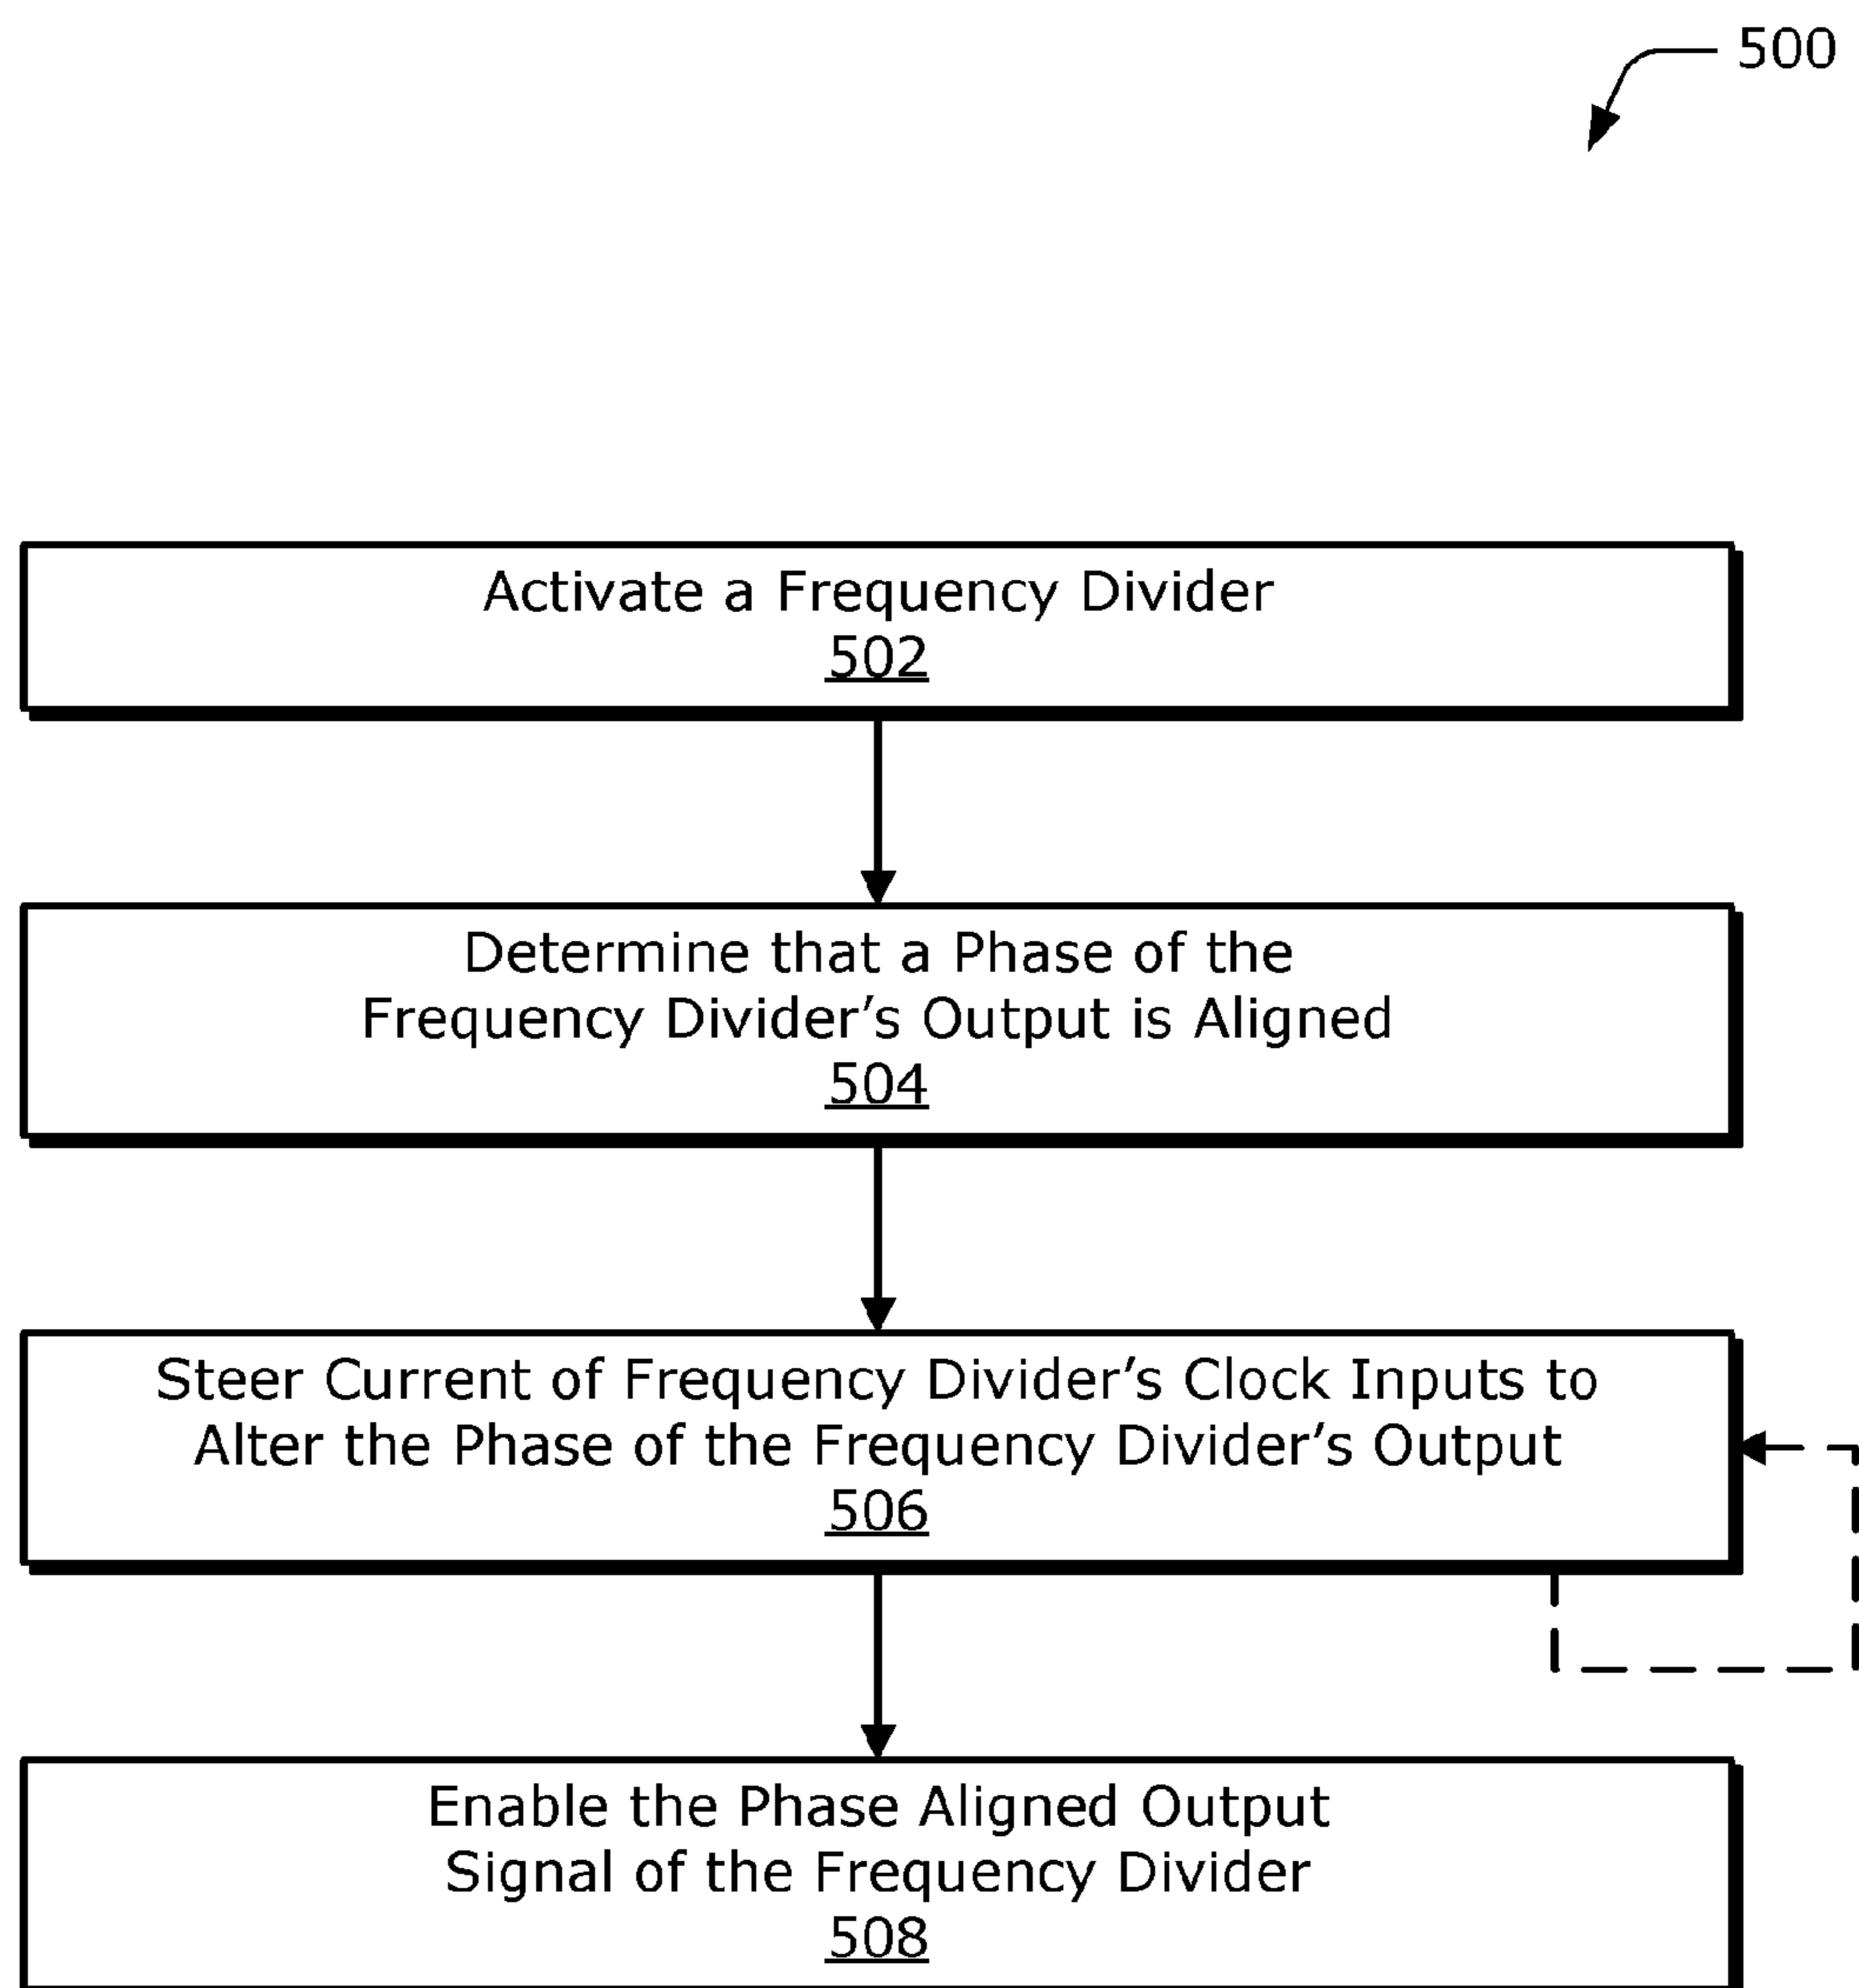 500
Activate a Frequency Divider
502
Determine that a Phase of the
Frequency Divider's Output is Aligned
504
Steer Current of Frequency Divider's Clock Inputs to
Alter the Phase of the Frequency Divider's Output
506
Enable the Phase Aligned Output
Signal of the Frequency Divider
508